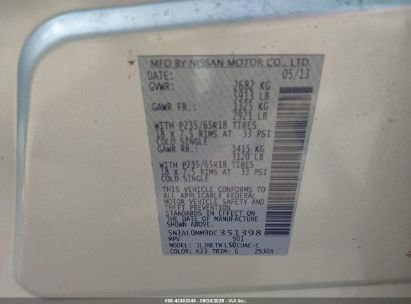 MFD BY NISSAN MOTOR CO., LTD.
DATE: 05/13
GVWR: 2682 KG
5913 LB
GAWR FR.: 1325 KG
2921 LB
WITH P235/65R18 TIRES
18 X 7.5 RIMS AT 33 PSI
COLD SINGLE
GAWR RR.: 1415 KG
3120 LB
WITH P235/65R18 TIRES
18 X 7.5 RIMS AT 33 PSI
COLD SINGLE
THIS VEHICLE CONFORMS TO
ALL APPLICABLE FEDERAL
MOTOR VEHICLE SAFETY
STANDARDS IN EFFECT ON
THE DATE OF MANUFACTURE
SHOWN ABOVE
5N1AL0MM9DC351398
MPV 901
MODEL:
COLOR: K23 TRIM: G 2530A